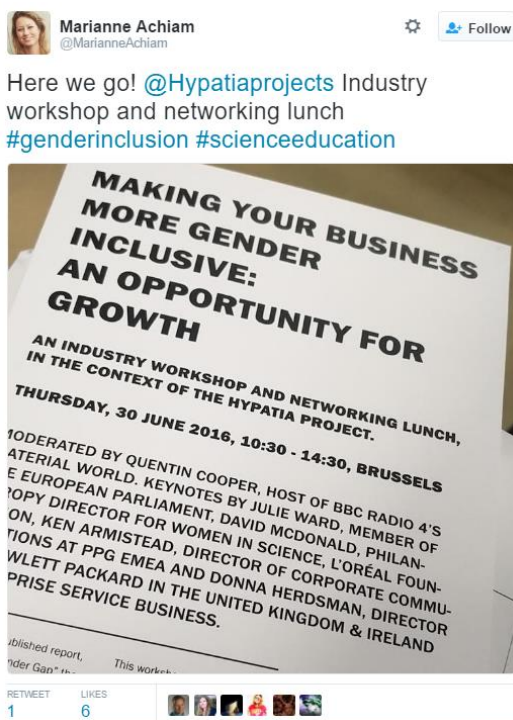 Marianne Achiam
@MarianneAchiam
Follow
Here we go! @Hypatiaprojects Industry
workshop and networking lunch
#genderinclusion #scienceeducation
MAKING YOUR BUSINESS
MORE GENDER
INCLUSIVE:
AN OPPORTUNITY FOR
GROWTH
AN INDUSTRY WORKSHOP AND NETWORKING LUNCH,
IN THE CONTEXT OF THE HYPATIA PROJECT.
THURSDAY, 30 JUNE 2016, 10:30 - 14:30, BRUSSELS
MODERATED BY QUENTIN COOPER, HOST OF BBC RADIO 4'S
ATERIAL WORLD. KEYNOTES BY JULIE WARD, MEMBER OF
E EUROPEAN PARLIAMENT, DAVID MCDONALD, PHILAN-
OPY DIRECTOR FOR WOMEN IN SCIENCE, L'ORÉAL FOUN-
ON, KEN ARMISTEAD, DIRECTOR OF CORPORATE COMMU-
TIONS AT PPG EMEA AND DONNA HERDSMAN, DIRECTOR
WLETT PACKARD IN THE UNITED KINGDOM & IRELAND
PRISE SERVICE BUSINESS.
ublished report,
nder Gap"
This
RETWEET
1
LIKES
6